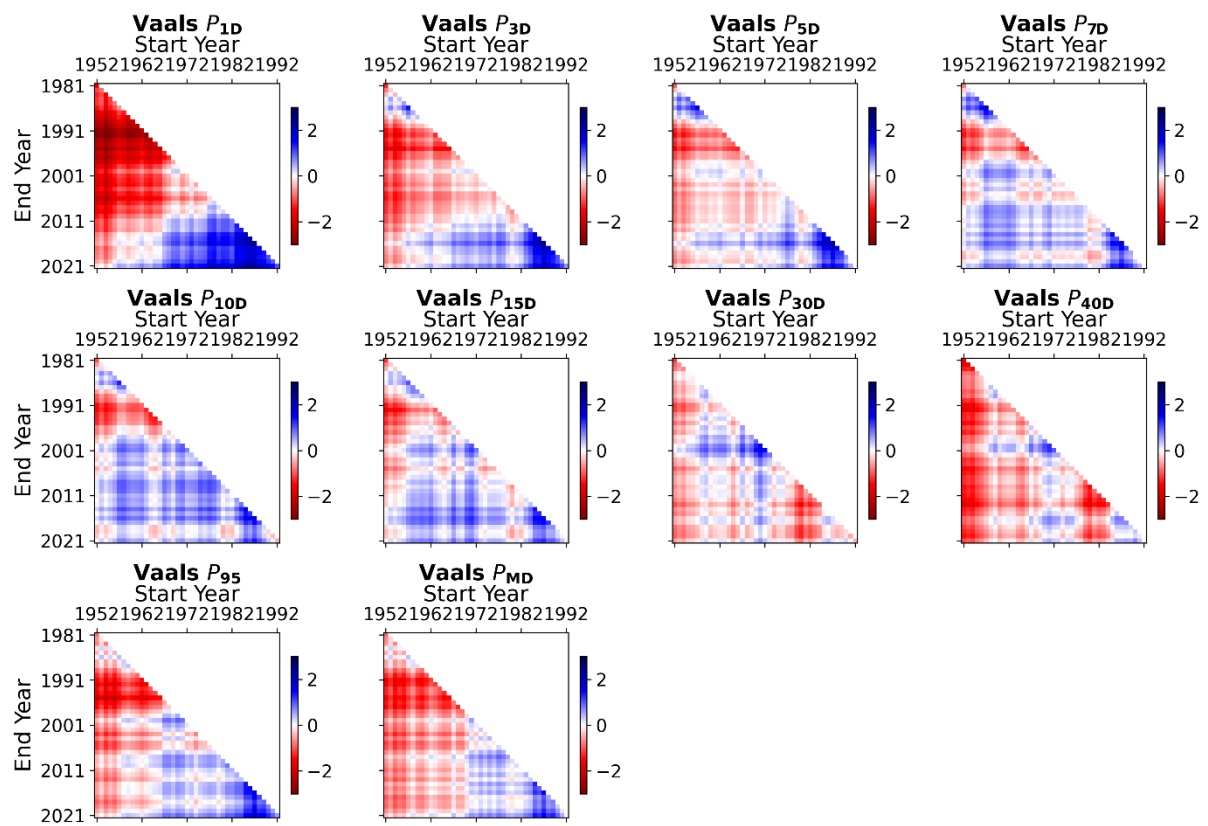 Vaals P1D
Start Year
19521962197219821992
Vaals P3D
Start Year
19521962197219821992
Vaals P5D
Start Year
19521962197219821992
Vaals P7D
Start Year
19521962197219821992
End Year
1981
1991
2001
2011
2021
2
0
−2
2
0
−2
2
0
−2
2
0
−2
Vaals P10D
Start Year
19521962197219821992
Vaals P15D
Start Year
19521962197219821992
Vaals P30D
Start Year
19521962197219821992
Vaals P40D
Start Year
19521962197219821992
End Year
1981
1991
2001
2011
2021
2
0
−2
2
0
−2
2
0
−2
2
0
−2
Vaals P95
Start Year
19521962197219821992
Vaals PMD
Start Year
19521962197219821992
End Year
1981
1991
2001
2011
2021
2
0
−2
2
0
−2